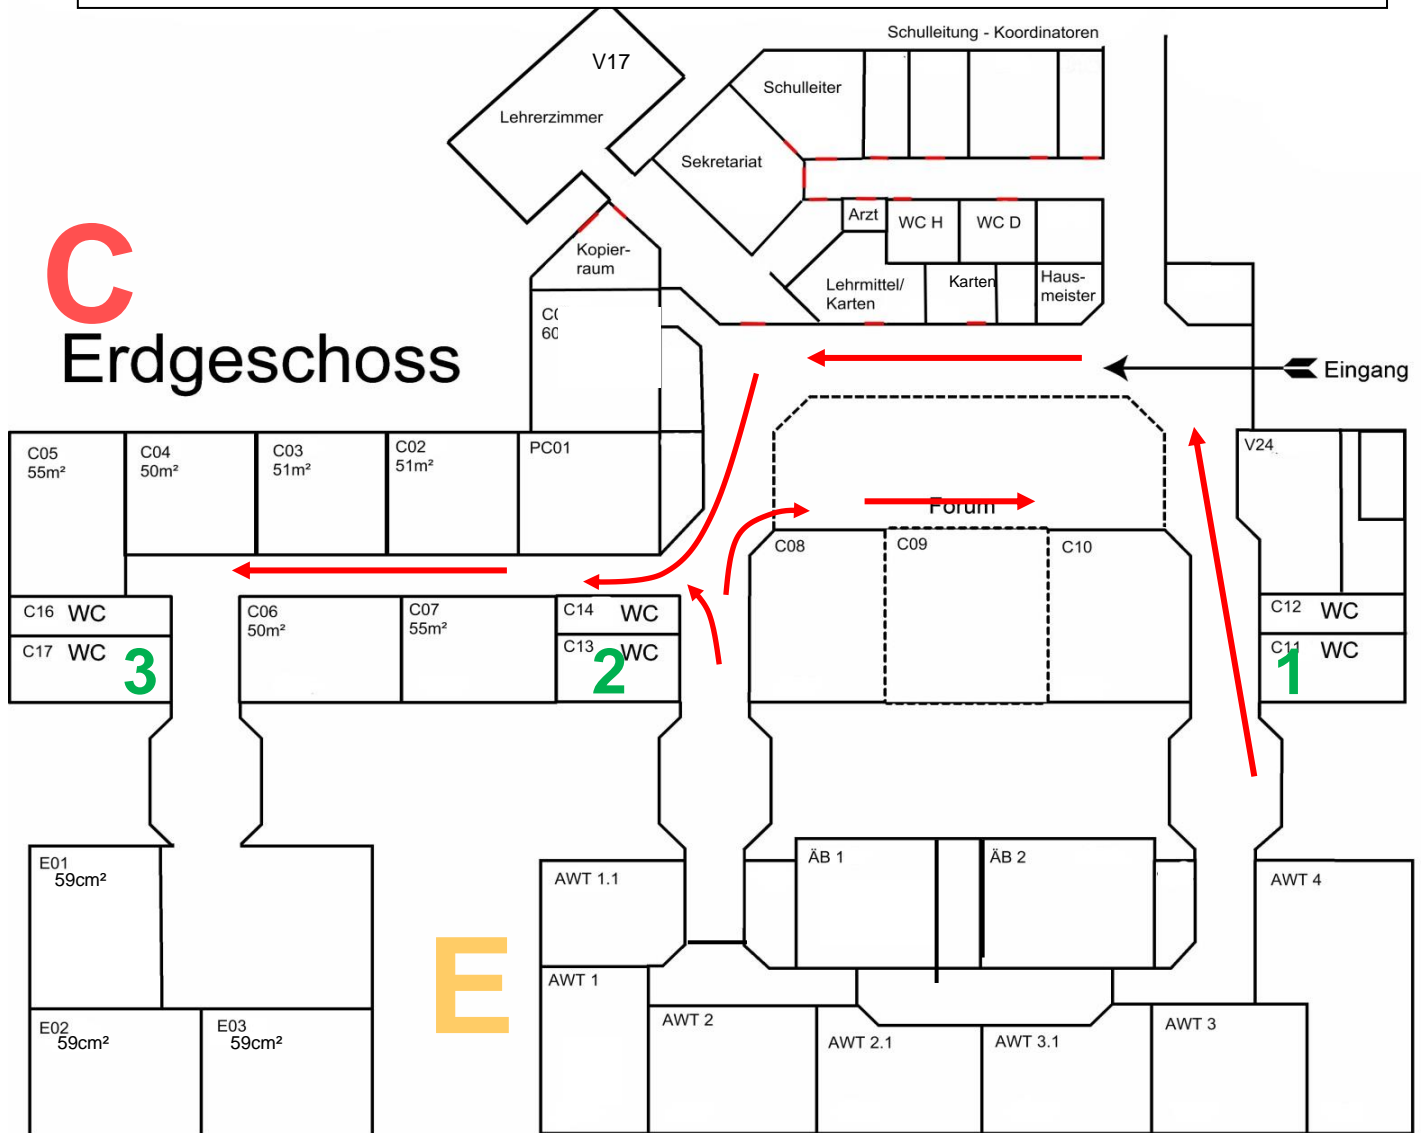 Schulleitung - Koordinatoren
V17
Schulleiter
Lehrerzimmer
Sekretariat
Arzt
WC H
WC D
Kopier-
raum
Lehrmittel/
Karten
Karten
Haus-
meister
C
Erdgeschoss
60
Eingang
C05
55m²
C04
50m²
C03
51m²
C02
51m²
PC01
V24
Forum
C08
C09
C10
C16 WC
C17 WC
3
C06
50m²
C07
55m²
C14 WC
C13 WC
2
C12 WC
C11 WC
1
E01
59cm²
E02
59cm²
E03
59cm²
E
AWT 1.1
ÄB 1
ÄB 2
AWT 4
AWT 1
AWT 2
AWT 2.1
AWT 3.1
AWT 3